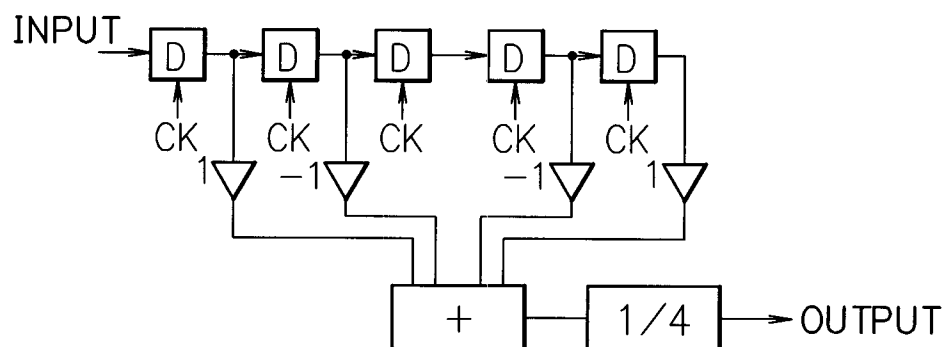 INPUT
D D D D D
CK CK CK CK CK
1 -1 -1 1
+ 1/4 OUTPUT